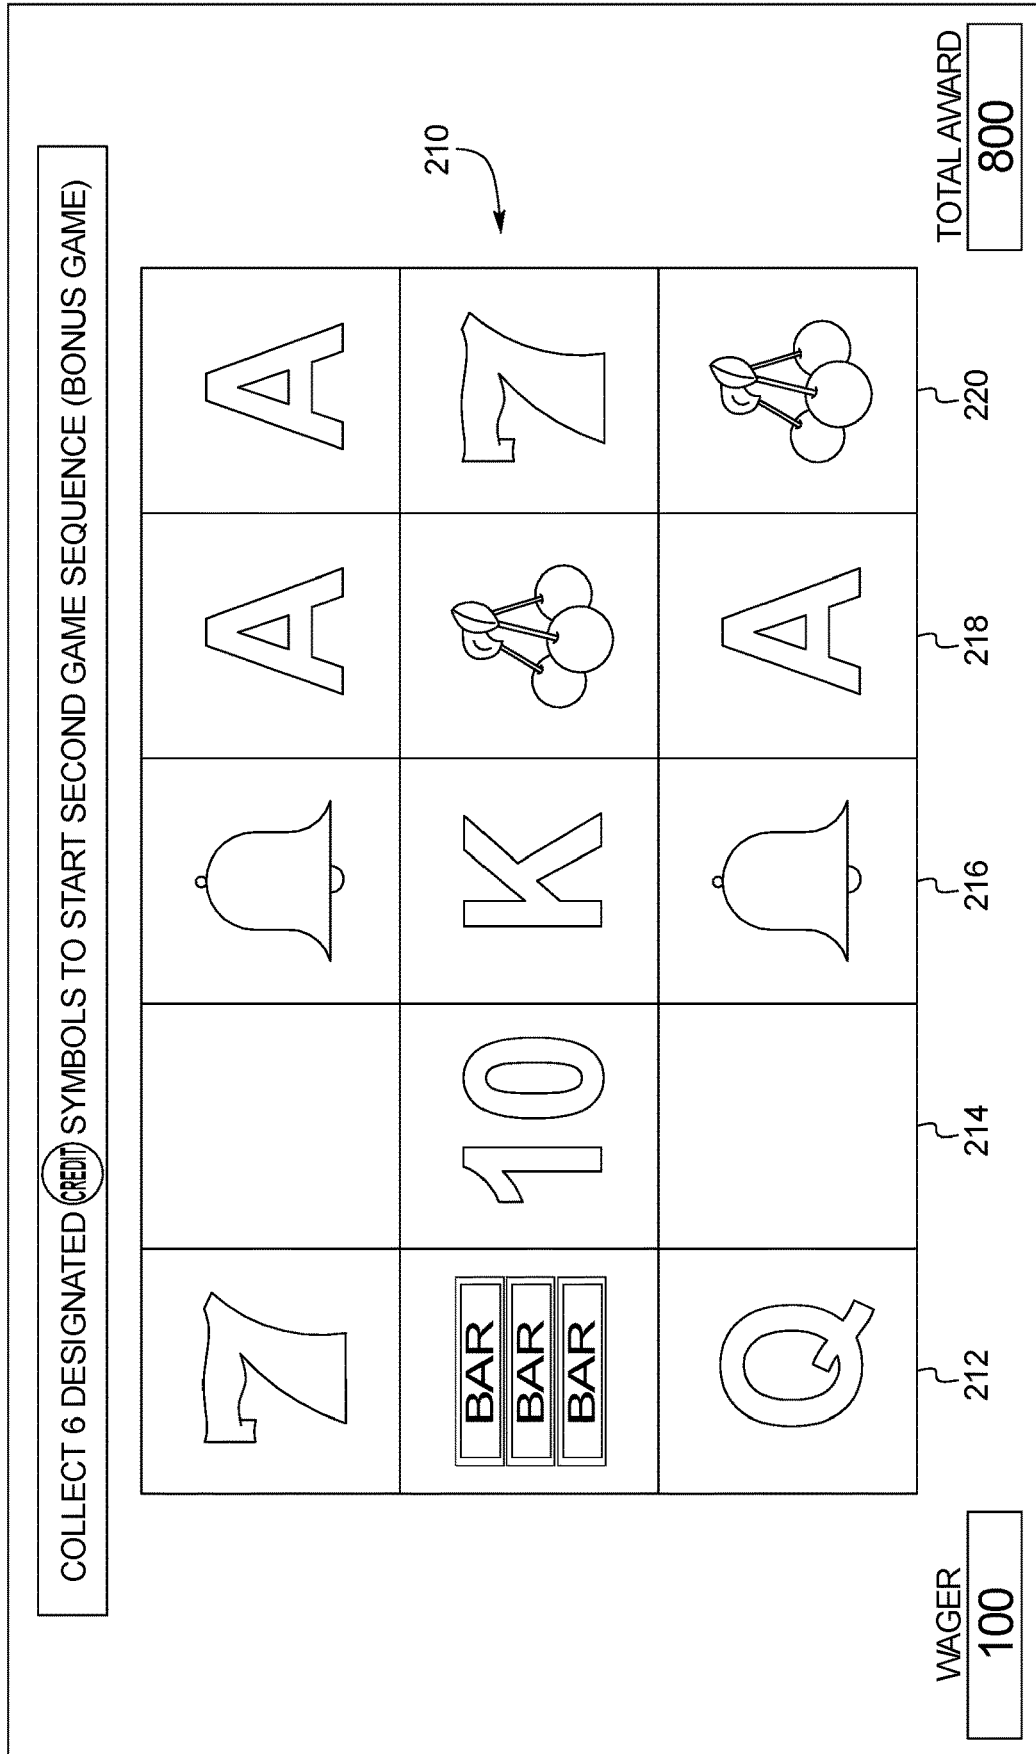 COLLECT 6 DESIGNATED CREDIT SYMBOLS TO START SECOND GAME SEQUENCE (BONUS GAME)
210
7 A A
BAR
BAR
BAR
10 K 7
Q A
212 214 216 218 220
WAGER
100
TOTAL AWARD
800